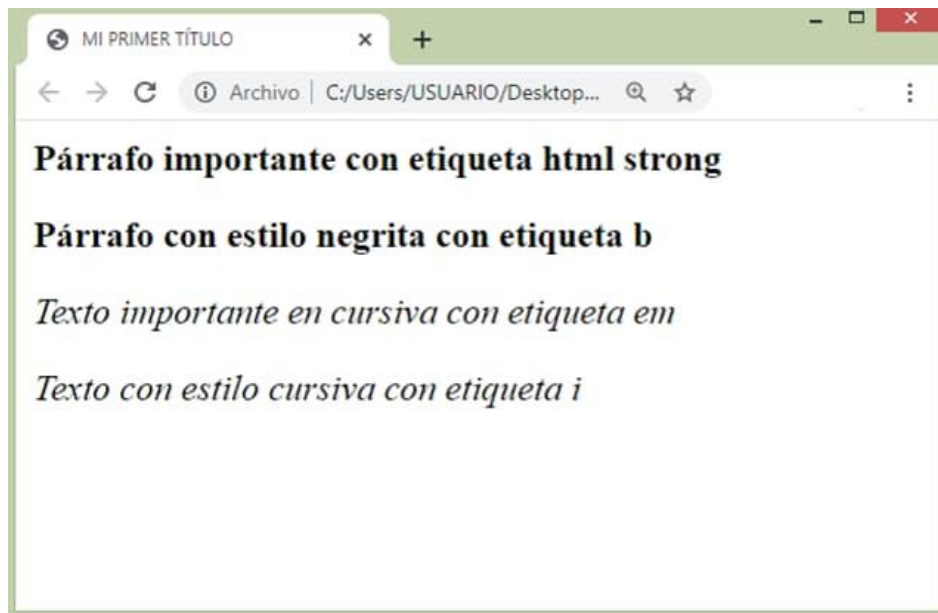 MI PRIMER TÍTULO
Archivo | C:/Users/USUARIO/Desktop...
Párrafo importante con etiqueta html strong
Párrafo con estilo negrita con etiqueta b
Texto importante en cursiva con etiqueta em
Texto con estilo cursiva con etiqueta i